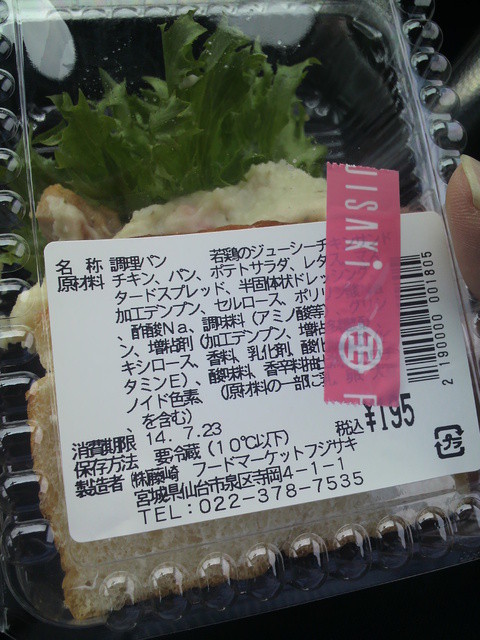 名 称 調理パン 若鶏のジューシーチキ
原材料 チキン、パン、ポテトサラダ、レタ
タードスプレッド、半固体状ドレッ
加工デンプン、セルロース、ポリリ
、酢酸Na、調味料(アミノ酸等
ン、増粘剤(加工デンプン、増粘
キシロース、香料、乳化剤、酸化
タミンE)、酸味料、香辛料抽
ノイド色素、(原材料の一部に乳
、を含む)
消費期限 14. 7.23
税込 ¥195
保存方法 要冷蔵(10℃以下)
製造者 ㈱藤崎 フードマーケットフジサキ
宮城県仙台市泉区寺岡4-1-1
TEL:022-378-7535
UISAKI
F
2 190000 001805